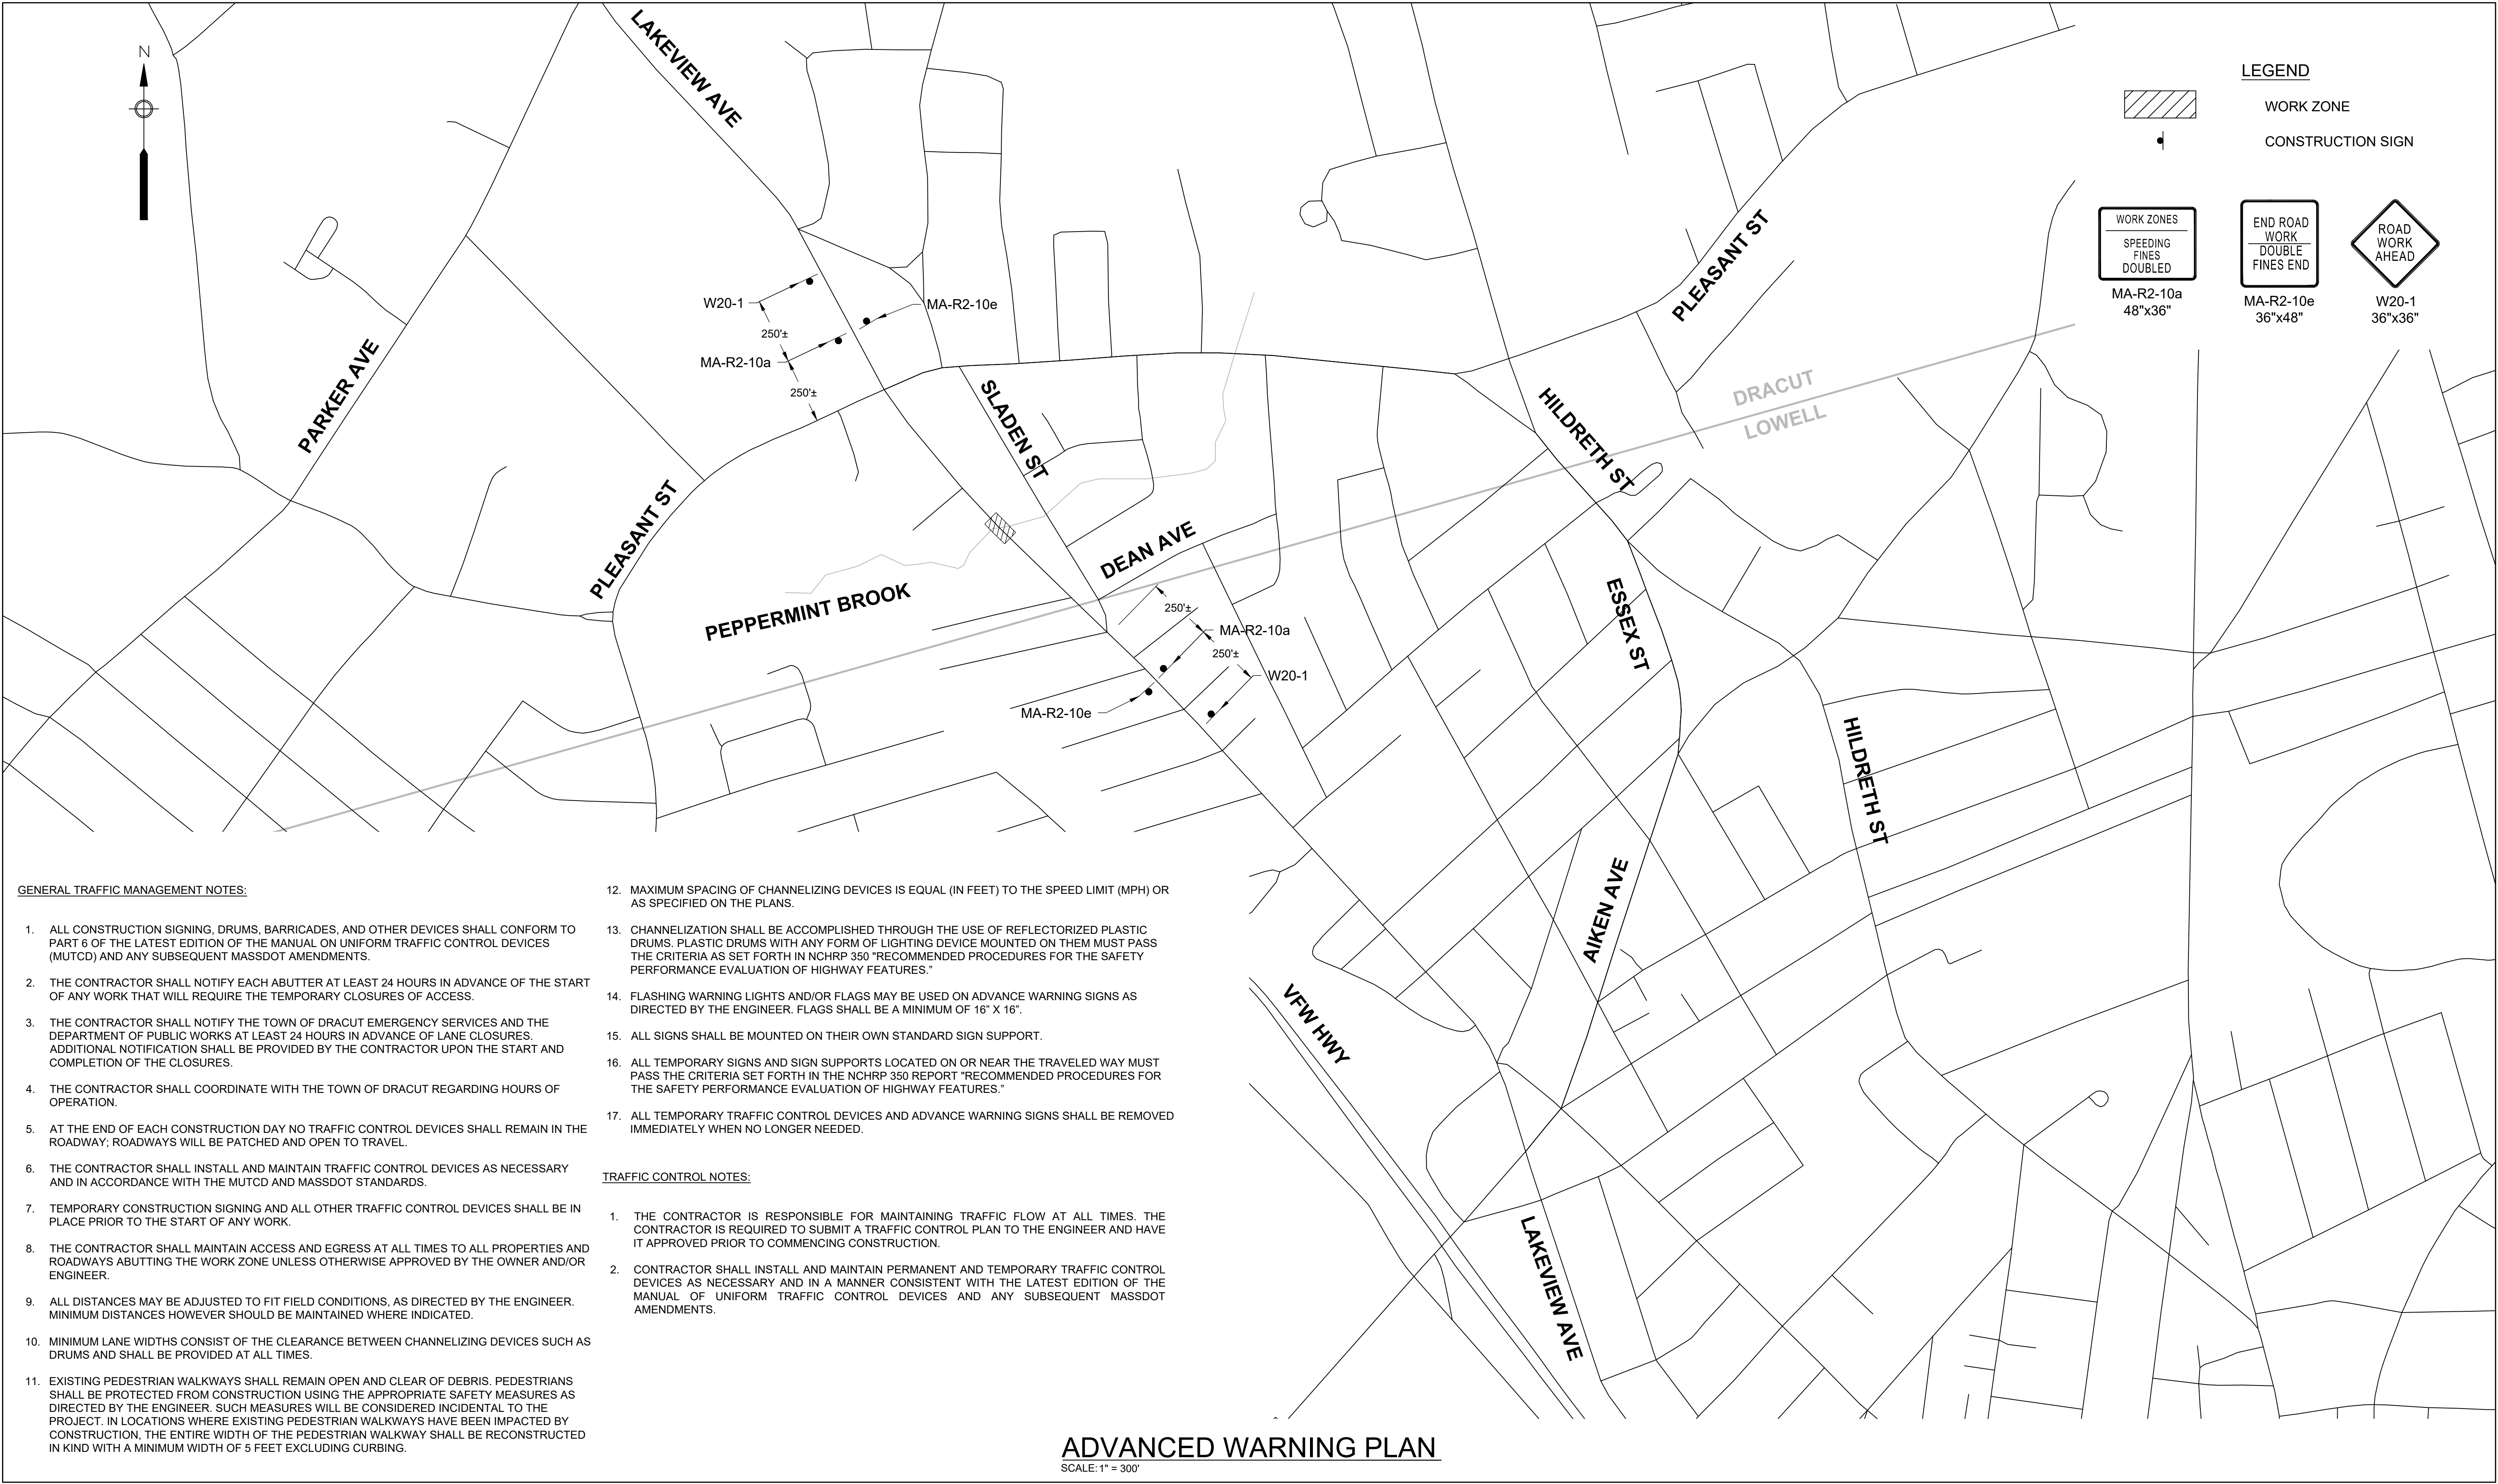 N
LAKEVIEW AVE
PARKER AVE
PLEASANT ST
W20-1
250'±
MA-R2-10a
250'±
MA-R2-10e
SLADEN ST
PEPPERMINT BROOK
DEAN AVE
250'±
MA-R2-10a
250'±
W20-1
MA-R2-10e
PLEASANT ST
HILDRETH ST
DRACUT
LOWELL
ESSEX ST
HILDRETH ST
AIKEN AVE
VFW HWY
LAKEVIEW AVE
LEGEND
WORK ZONE
CONSTRUCTION SIGN
WORK ZONES
SPEEDING
FINES
DOUBLED
MA-R2-10a
48"x36"
END ROAD
WORK
DOUBLE
FINES END
MA-R2-10e
36"x48"
ROAD
WORK
AHEAD
W20-1
36"x36"
GENERAL TRAFFIC MANAGEMENT NOTES:
1. ALL CONSTRUCTION SIGNING, DRUMS, BARRICADES, AND OTHER DEVICES SHALL CONFORM TO
PART 6 OF THE LATEST EDITION OF THE MANUAL ON UNIFORM TRAFFIC CONTROL DEVICES
(MUTCD) AND ANY SUBSEQUENT MASSDOT AMENDMENTS.
2. THE CONTRACTOR SHALL NOTIFY EACH ABUTTER AT LEAST 24 HOURS IN ADVANCE OF THE START
OF ANY WORK THAT WILL REQUIRE THE TEMPORARY CLOSURES OF ACCESS.
3. THE CONTRACTOR SHALL NOTIFY THE TOWN OF DRACUT EMERGENCY SERVICES AND THE
DEPARTMENT OF PUBLIC WORKS AT LEAST 24 HOURS IN ADVANCE OF LANE CLOSURES.
ADDITIONAL NOTIFICATION SHALL BE PROVIDED BY THE CONTRACTOR UPON THE START AND
COMPLETION OF THE CLOSURES.
4. THE CONTRACTOR SHALL COORDINATE WITH THE TOWN OF DRACUT REGARDING HOURS OF
OPERATION.
5. AT THE END OF EACH CONSTRUCTION DAY NO TRAFFIC CONTROL DEVICES SHALL REMAIN IN THE
ROADWAY; ROADWAYS WILL BE PATCHED AND OPEN TO TRAVEL.
6. THE CONTRACTOR SHALL INSTALL AND MAINTAIN TRAFFIC CONTROL DEVICES AS NECESSARY
AND IN ACCORDANCE WITH THE MUTCD AND MASSDOT STANDARDS.
7. TEMPORARY CONSTRUCTION SIGNING AND ALL OTHER TRAFFIC CONTROL DEVICES SHALL BE IN
PLACE PRIOR TO THE START OF ANY WORK.
8. THE CONTRACTOR SHALL MAINTAIN ACCESS AND EGRESS AT ALL TIMES TO ALL PROPERTIES AND
ROADWAYS ABUTTING THE WORK ZONE UNLESS OTHERWISE APPROVED BY THE OWNER AND/OR
ENGINEER.
9. ALL DISTANCES MAY BE ADJUSTED TO FIT FIELD CONDITIONS, AS DIRECTED BY THE ENGINEER.
MINIMUM DISTANCES HOWEVER SHOULD BE MAINTAINED WHERE INDICATED.
10. MINIMUM LANE WIDTHS CONSIST OF THE CLEARANCE BETWEEN CHANNELIZING DEVICES SUCH AS
DRUMS AND SHALL BE PROVIDED AT ALL TIMES.
11. EXISTING PEDESTRIAN WALKWAYS SHALL REMAIN OPEN AND CLEAR OF DEBRIS. PEDESTRIANS
SHALL BE PROTECTED FROM CONSTRUCTION USING THE APPROPRIATE SAFETY MEASURES AS
DIRECTED BY THE ENGINEER. SUCH MEASURES WILL BE CONSIDERED INCIDENTAL TO THE
PROJECT. IN LOCATIONS WHERE EXISTING PEDESTRIAN WALKWAYS HAVE BEEN IMPACTED BY
CONSTRUCTION, THE ENTIRE WIDTH OF THE PEDESTRIAN WALKWAY SHALL BE RECONSTRUCTED
IN KIND WITH A MINIMUM WIDTH OF 5 FEET EXCLUDING CURBING.
12. MAXIMUM SPACING OF CHANNELIZING DEVICES IS EQUAL (IN FEET) TO THE SPEED LIMIT (MPH) OR
AS SPECIFIED ON THE PLANS.
13. CHANNELIZATION SHALL BE ACCOMPLISHED THROUGH THE USE OF REFLECTORIZED PLASTIC
DRUMS. PLASTIC DRUMS WITH ANY FORM OF LIGHTING DEVICE MOUNTED ON THEM MUST PASS
THE CRITERIA AS SET FORTH IN NCHRP 350 "RECOMMENDED PROCEDURES FOR THE SAFETY
PERFORMANCE EVALUATION OF HIGHWAY FEATURES.”
14. FLASHING WARNING LIGHTS AND/OR FLAGS MAY BE USED ON ADVANCE WARNING SIGNS AS
DIRECTED BY THE ENGINEER. FLAGS SHALL BE A MINIMUM OF 16” X 16”.
15. ALL SIGNS SHALL BE MOUNTED ON THEIR OWN STANDARD SIGN SUPPORT.
16. ALL TEMPORARY SIGNS AND SIGN SUPPORTS LOCATED ON OR NEAR THE TRAVELED WAY MUST
PASS THE CRITERIA SET FORTH IN THE NCHRP 350 REPORT "RECOMMENDED PROCEDURES FOR
THE SAFETY PERFORMANCE EVALUATION OF HIGHWAY FEATURES.”
17. ALL TEMPORARY TRAFFIC CONTROL DEVICES AND ADVANCE WARNING SIGNS SHALL BE REMOVED
IMMEDIATELY WHEN NO LONGER NEEDED.
TRAFFIC CONTROL NOTES:
1. THE CONTRACTOR IS RESPONSIBLE FOR MAINTAINING TRAFFIC FLOW AT ALL TIMES. THE
CONTRACTOR IS REQUIRED TO SUBMIT A TRAFFIC CONTROL PLAN TO THE ENGINEER AND HAVE
IT APPROVED PRIOR TO COMMENCING CONSTRUCTION.
2. CONTRACTOR SHALL INSTALL AND MAINTAIN PERMANENT AND TEMPORARY TRAFFIC CONTROL
DEVICES AS NECESSARY AND IN A MANNER CONSISTENT WITH THE LATEST EDITION OF THE
MANUAL OF UNIFORM TRAFFIC CONTROL DEVICES AND ANY SUBSEQUENT MASSDOT
AMENDMENTS.
ADVANCED WARNING PLAN
SCALE: 1" = 300'